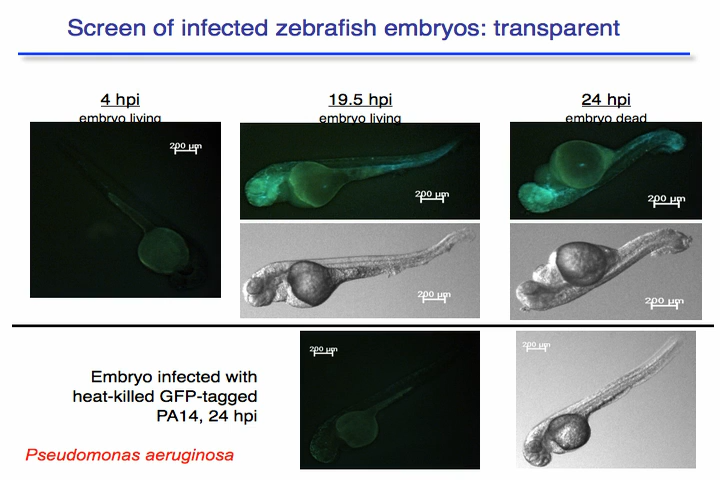 Screen of infected zebrafish embryos: transparent
4 hpi
embryo living
19.5 hpi
embryo living
24 hpi
embryo dead
200 µm
200 µm
200 µm
200 µm
200 µm
Embryo infected with
heat-killed GFP-tagged
PA14, 24 hpi
200 µm
200 µm
Pseudomonas aeruginosa